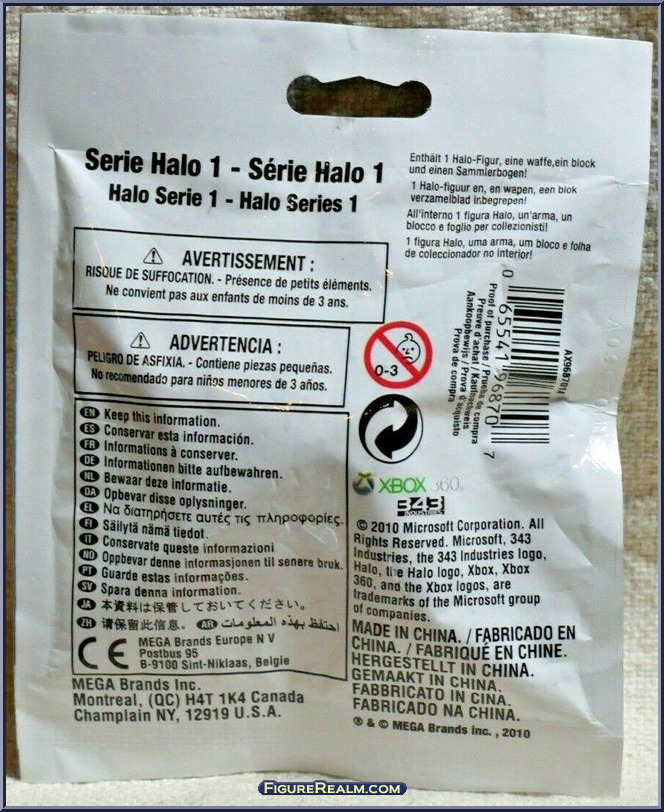 Serie Halo 1 - Série Halo 1
Halo Serie 1 - Halo Series 1
Enthält 1 Halo-Figur, eine waffe,ein block
und einen Sammlerbogen!
1 Halo-figuur en, en wapen, een blok
verzamelblad inbegrepen!
All'interno 1 figura Halo, un'arma, un
blocco e foglio per collezionisti!
1 figura Halo, uma arma, um bloco e folha
de coleccionador no interior!
AVERTISSEMENT :
RISQUE DE SUFFOCATION. - Présence de petits éléments.
Ne convient pas aux enfants de moins de 3 ans.
ADVERTENCIA :
PELIGRO DE ASFIXIA. - Contiene piezas pequeñas.
No recomendado para niños menores de 3 años.
0-3
0 65541 96870 7
AX96870
Proof of purchase / Prueba de compra
Preuve d'achat / Kaufnachweis
Aankoopbewijs / Prova d'acquisto
Prova de compra
EN Keep this information.
ES Conservar esta información.
FR Informations à conserver.
DE Informationen bitte aufbewahren.
NL Bewaar deze informatie.
DA Opbevar disse oplysninger.
EL Να διατηρήσετε αυτές τις πληροφορίες.
FI Säilytä nämä tiedot.
IT Conservate queste informazioni
NO Oppbevar denne informasjonen til senere bruk.
PT Guarde estas informações.
SV Spara denna information.
JA 本資料は保管しておいてください。
ZH 请保留此信息。 AR احتفظ بهذه المعلومات
CE
MEGA Brands Europe N V
Postbus 95
B-9100 Sint-Niklaas, Belgie
MEGA Brands Inc.
Montreal, (QC) H4T 1K4 Canada
Champlain NY, 12919 U.S.A.
XBOX 360
343
INDUSTRIES
© 2010 Microsoft Corporation. All
Rights Reserved. Microsoft, 343
Industries, the 343 Industries logo,
Halo, the Halo logo, Xbox, Xbox
360, and the Xbox logos, are
trademarks of the Microsoft group
of companies.
MADE IN CHINA. / FABRICADO EN
CHINA. / FABRIQUÉ EN CHINE.
HERGESTELLT IN CHINA.
GEMAAKT IN CHINA.
FABBRICATO IN CINA.
FABRICADO NA CHINA.
® & © MEGA Brands Inc. , 2010
FIGUREREALM.COM